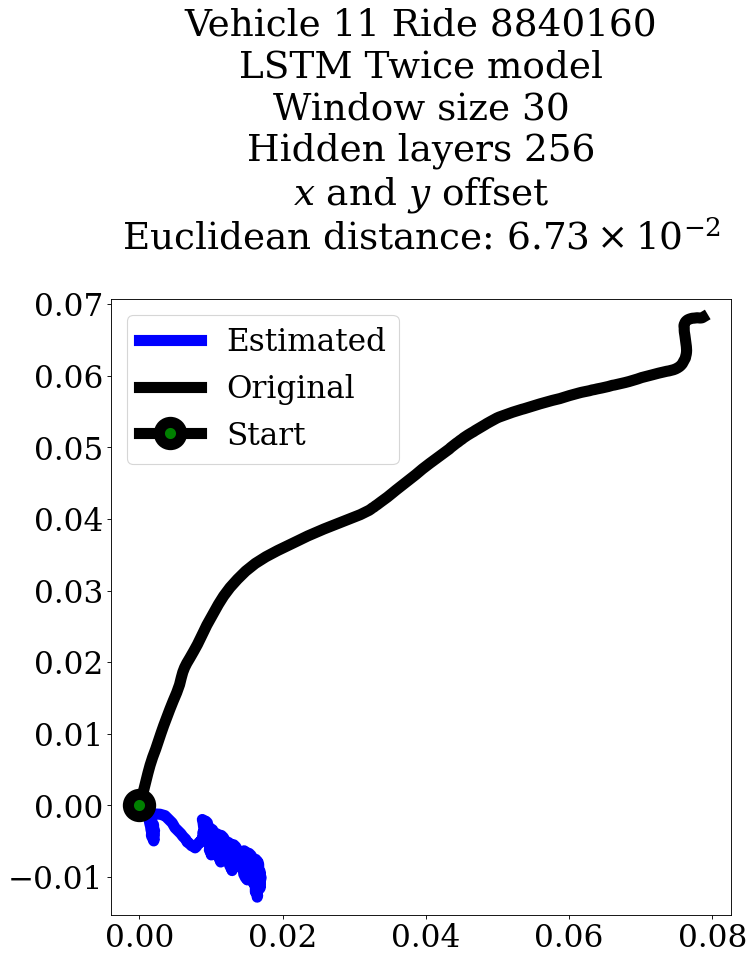 Vehicle 11 Ride 8840160
LSTM Twice model
Window size 30
Hidden layers 256
x and y offset
Euclidean distance: 6.73 × 10⁻²
0.07
0.06
0.05
0.04
0.03
0.02
0.01
0.00
−0.01
Estimated
Original
Start
0.00 0.02 0.04 0.06 0.08